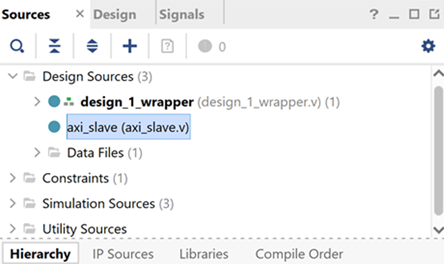 Sources × Design Signals ? _ □ ×
0
Design Sources (3)
design_1_wrapper (design_1_wrapper.v) (1)
axi_slave (axi_slave.v)
Data Files (1)
Constraints
Simulation Sources (3)
Utility Sources
Hierarchy IP Sources Libraries Compile Order